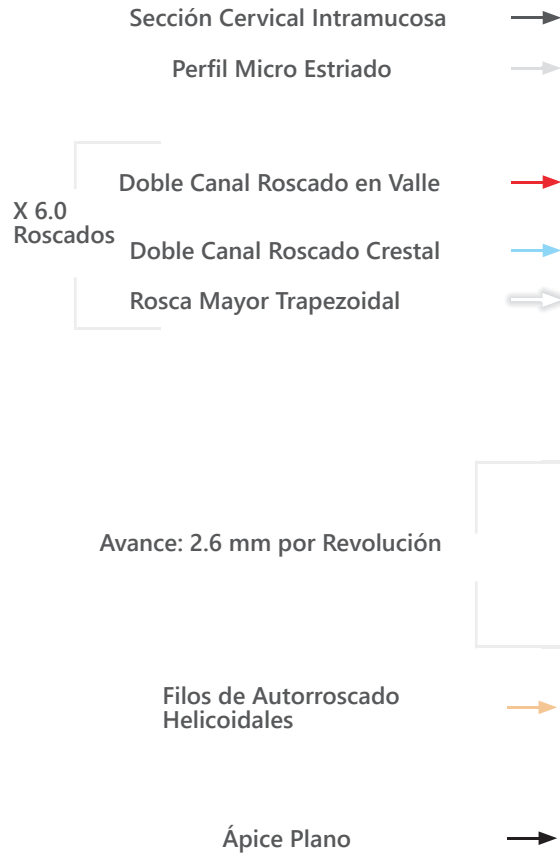 Sección Cervical Intramucosa
Perfil Micro Estriado
Doble Canal Roscado en Valle
X 6.0
Roscados
Doble Canal Roscado Crestal
Rosca Mayor Trapezoidal
Avance: 2.6 mm por Revolución
Filos de Autorroscado
Helicoidales
Ápice Plano